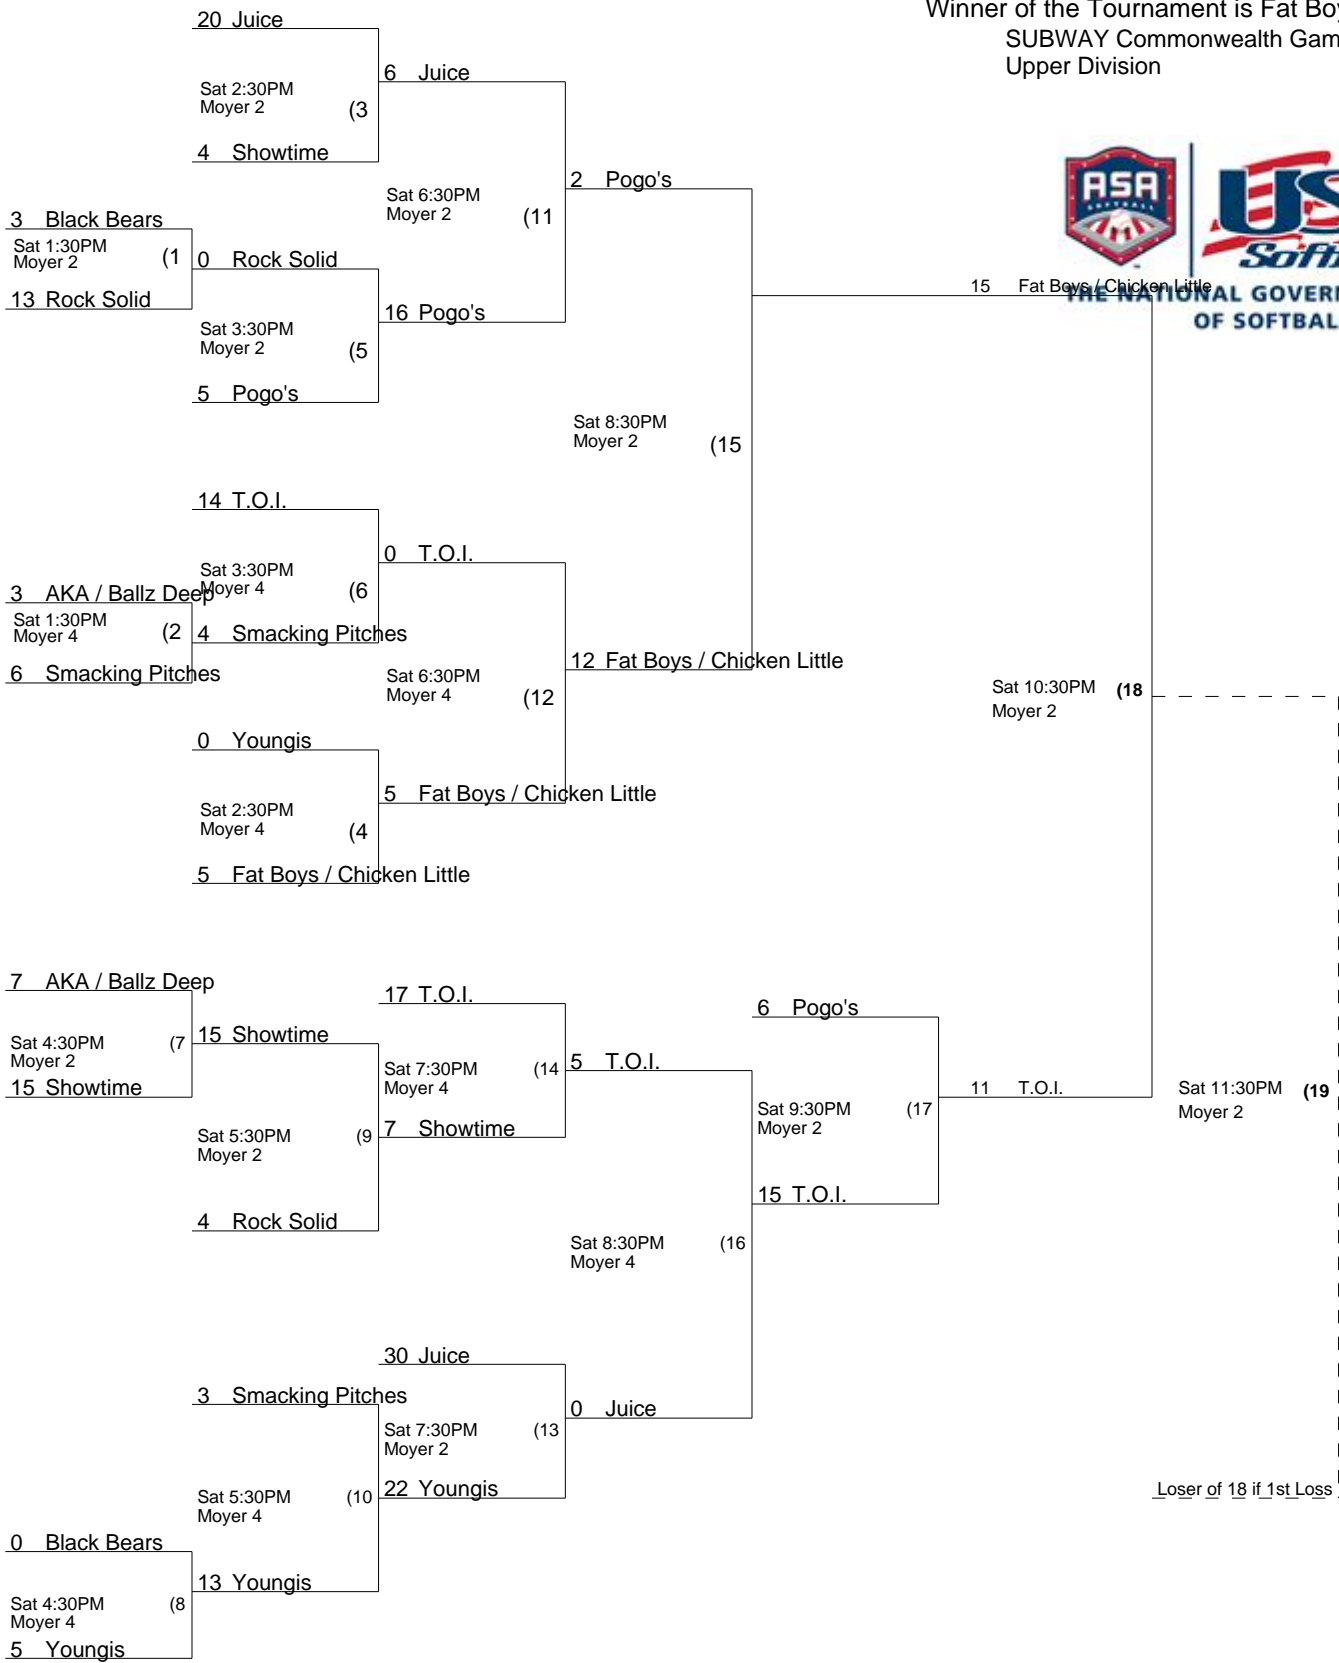 Winner of the Tournament is Fat
SUBWAY Commonwealth
Upper Division
20 Juice
Sat 2:30PM
Moyer 2
(3
4 Showtime
6 Juice
3 Black Bears
Sat 1:30PM
Moyer 2
(1
13 Rock Solid
0 Rock Solid
Sat 3:30PM
Moyer 2
(5
5 Pogo's
Sat 6:30PM
Moyer 2
(11
16 Pogo's
2 Pogo's
ASA
SOFTBALL
THE NATIONAL
OF
Sat 8:30PM
Moyer 2
(15
15 Fat Boys / Chicken Little
14 T.O.I.
Sat 3:30PM
Moyer 4
(6
3 AKA / Ballz Deep
Sat 1:30PM
Moyer 4
(2
6 Smacking Pitches
4 Smacking Pitches
0 T.O.I.
Sat 6:30PM
Moyer 4
(12
12 Fat Boys / Chicken Little
0 Youngis
Sat 2:30PM
Moyer 4
(4
5 Fat Boys / Chicken Little
5 Fat Boys / Chicken Little
Sat 10:30PM
Moyer 2
(18
7 AKA / Ballz Deep
Sat 4:30PM
Moyer 2
(7
15 Showtime
15 Showtime
Sat 5:30PM
Moyer 2
(9
4 Rock Solid
17 T.O.I.
Sat 7:30PM
Moyer 4
(14
7 Showtime
5 T.O.I.
Sat 8:30PM
Moyer 4
(16
6 Pogo's
Sat 9:30PM
Moyer 2
(17
15 T.O.I.
11 T.O.I.
Sat 11:30PM
Moyer 2
(19
30 Juice
Sat 7:30PM
Moyer 2
(13
22 Youngis
0 Juice
3 Smacking Pitches
Sat 5:30PM
Moyer 4
(10
13 Youngis
0 Black Bears
Sat 4:30PM
Moyer 4
(8
5 Youngis
Loser of 18 if 1st Loss